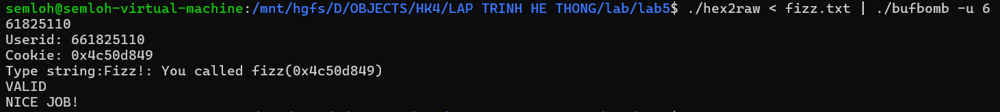 semloh@semloh-virtual-machine:/mnt/hgfs/D/OBJECTS/HK4/LAP TRINH HE THONG/lab/lab5$ ./hex2raw < fizz.txt | ./bufbomb -u 6
61825110
Userid: 661825110
Cookie: 0x4c50d849
Type string:Fizz!: You called fizz(0x4c50d849)
VALID
NICE JOB!